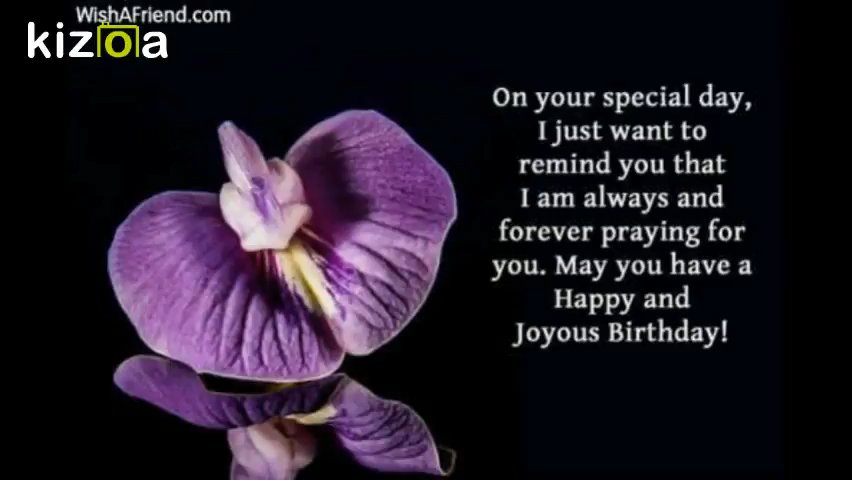 WishAFriend.com
kizoa
On your special day,
I just want to
remind you that
I am always and
forever praying for
you. May you have a
Happy and
Joyous Birthday!